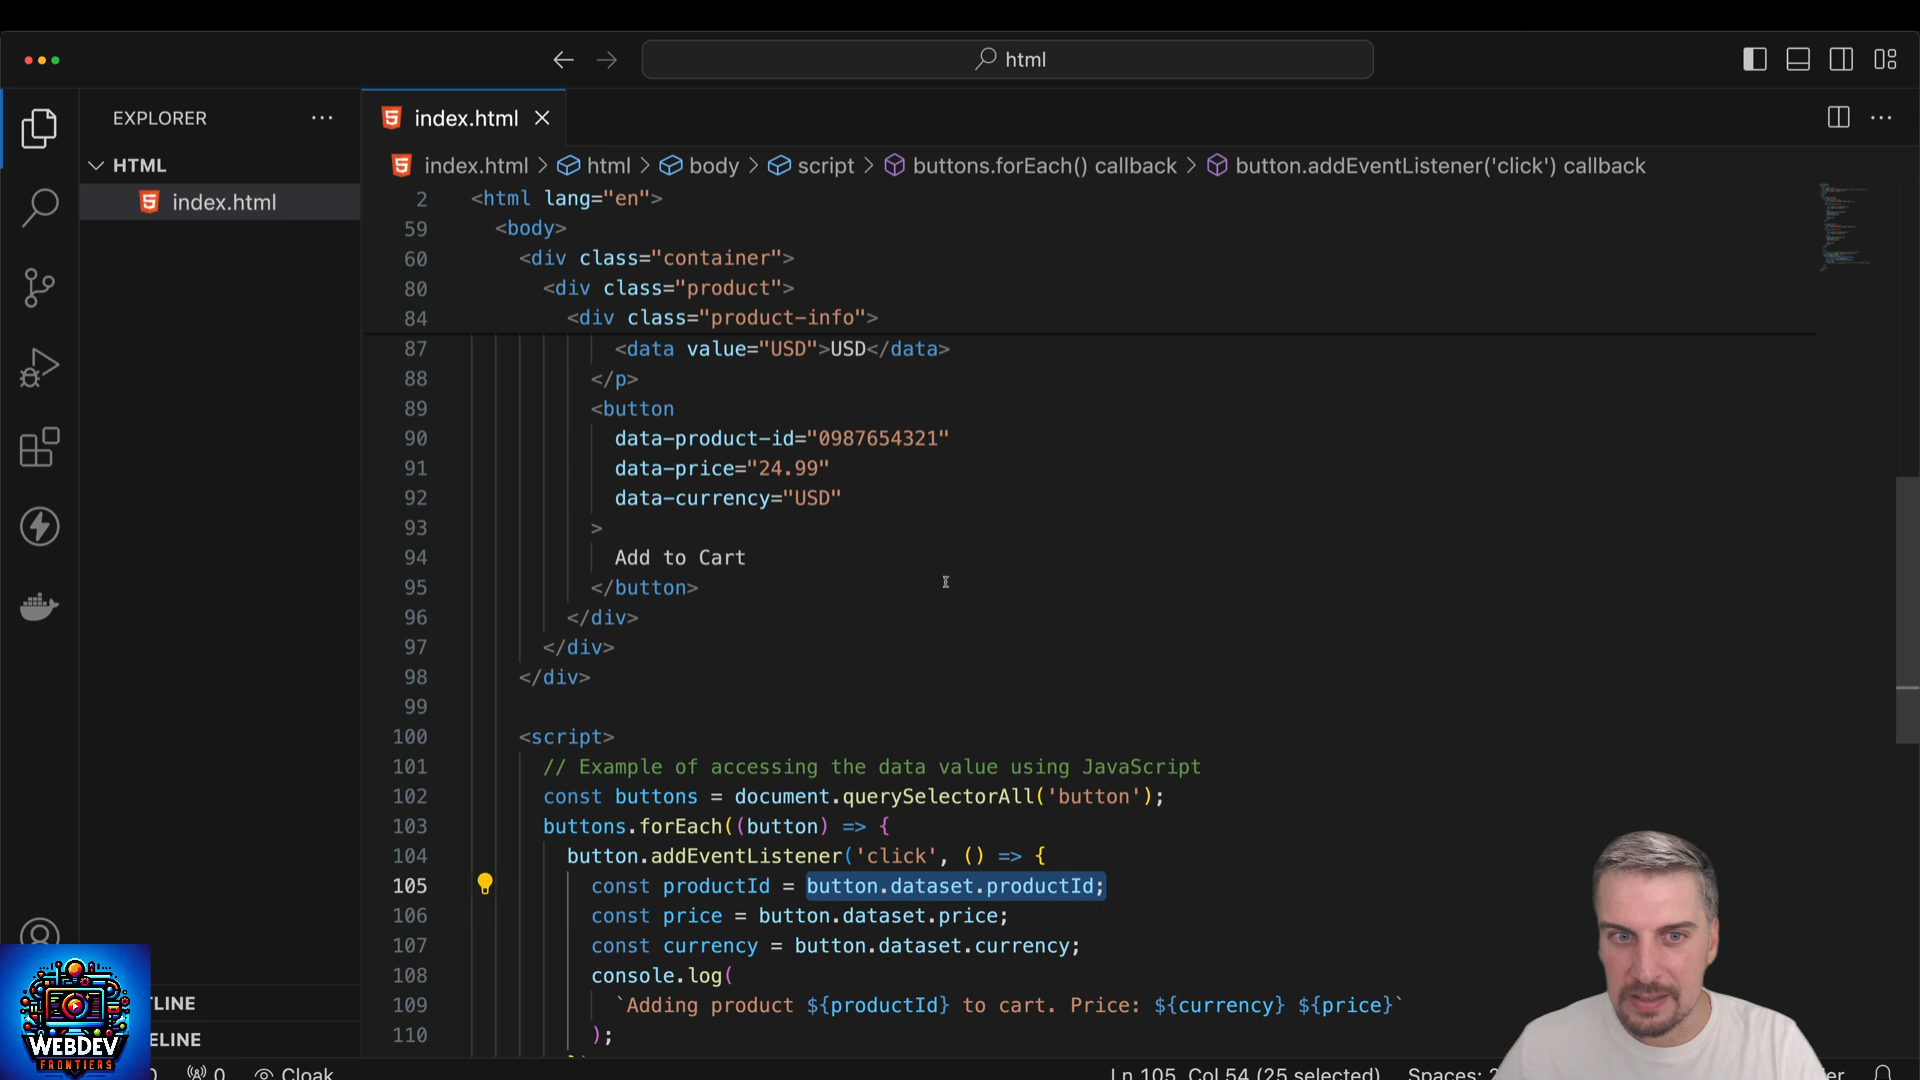 html
EXPLORER
HTML
index.html
index.html
index.html > html > body > script > buttons.forEach() callback > button.addEventListener('click') callback
2 <html lang="en">
59 <body>
60 <div class="container">
80 <div class="product">
84 <div class="product-info">
87 <data value="USD">USD</data>
88 </p>
89 <button
90 data-product-id="0987654321"
91 data-price="24.99"
92 data-currency="USD"
93 >
94 Add to Cart
95 </button>
96 </div>
97 </div>
98 </div>
99
100 <script>
101 // Example of accessing the data value using JavaScript
102 const buttons = document.querySelectorAll('button');
103 buttons.forEach((button) => {
104 button.addEventListener('click', () => {
105 const productId = button.dataset.productId;
106 const price = button.dataset.price;
107 const currency = button.dataset.currency;
108 console.log(
109 `Adding product ${productId} to cart. Price: ${currency} ${price}`
110 );
TLINE
ELINE
WEBDEV
FRONTIERS
0 Cloak
Ln 105, Col 54 (25 selected) Spaces: